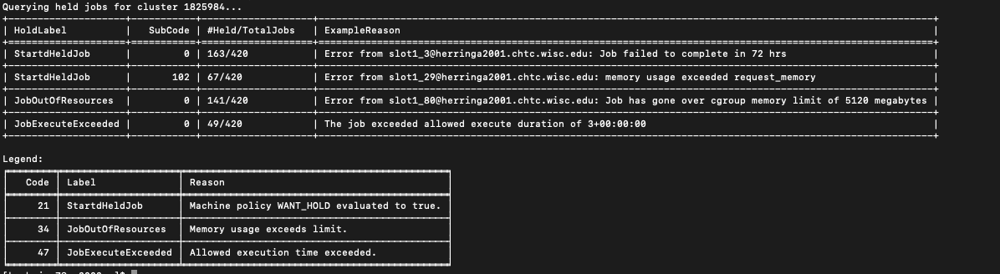 Querying held jobs for cluster 1825984...
HoldLabel | SubCode | #Held/TotalJobs | ExampleReason
StartdHeldJob | 0 | 163/420 | Error from slot1_3@herringa2001.chtc.wisc.edu: Job failed to complete in 72 hrs
StartdHeldJob | 102 | 67/420 | Error from slot1_29@herringa2001.chtc.wisc.edu: memory usage exceeded request_memory
JobOutOfResources | 0 | 141/420 | Error from slot1_80@herringa2001.chtc.wisc.edu: Job has gone over cgroup memory limit of 5120 megabytes
JobExecuteExceeded | 0 | 49/420 | The job exceeded allowed execute duration of 3+00:00:00
Legend:
Code | Label | Reason
21 | StartdHeldJob | Machine policy WANT_HOLD evaluated to true.
34 | JobOutOfResources | Memory usage exceeds limit.
47 | JobExecuteExceeded | Allowed execution time exceeded.